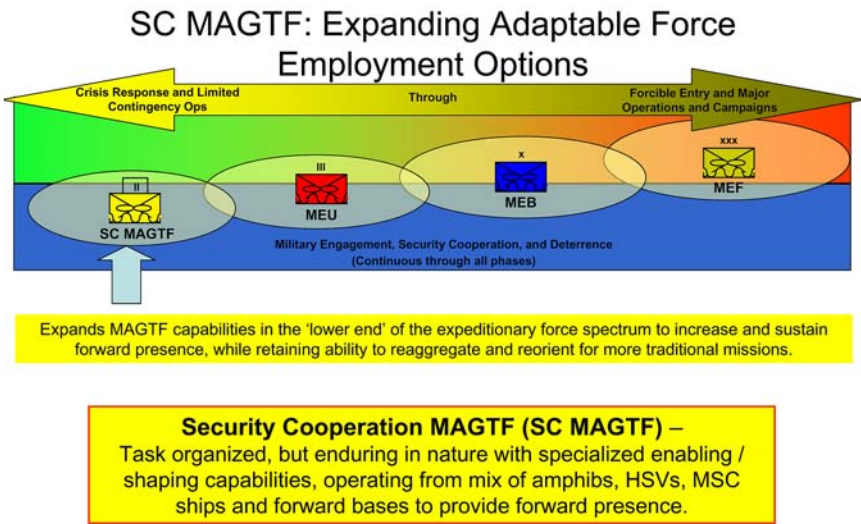 SC MAGTF: Expanding Adaptable Force
Employment Options
Crisis Response and Limited
Contingency Ops
Through
Forcible Entry and Major
Operations and Campaigns
II
SC MAGTF
III
MEU
X
MEB
XXX
MEF
Military Engagement, Security Cooperation, and Deterrence
(Continuous through all phases)
Expands MAGTF capabilities in the ‘lower end’ of the expeditionary force spectrum to increase and sustain
forward presence, while retaining ability to reaggregate and reorient for more traditional missions.
Security Cooperation MAGTF (SC MAGTF) –
Task organized, but enduring in nature with specialized enabling /
shaping capabilities, operating from mix of amphibs, HSVs, MSC
ships and forward bases to provide forward presence.